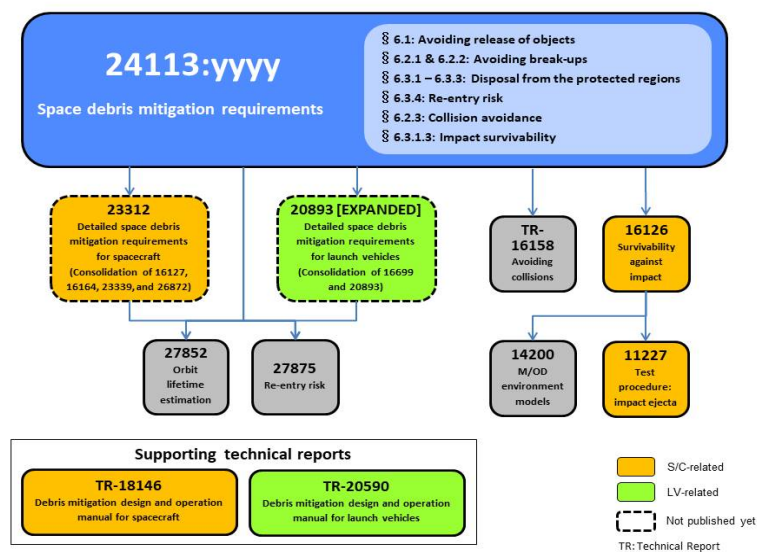 24113:yyyy
Space debris mitigation requirements
§ 6.1: Avoiding release of objects
§ 6.2.1 & 6.2.2: Avoiding break-ups
§ 6.3.1 – 6.3.3: Disposal from the protected regions
§ 6.3.4: Re-entry risk
§ 6.2.3: Collision avoidance
§ 6.3.1.3: Impact survivability
23312
Detailed space debris
mitigation requirements
for spacecraft
(Consolidation of 16127,
16164, 23339, and 26872)
20893 [EXPANDED]
Detailed space debris
mitigation requirements
for launch vehicles
(Consolidation of 16699
and 20893)
TR-
16158
Avoiding
collisions
16126
Survivability
against
impact
27852
Orbit
lifetime
estimation
27875
Re-entry risk
14200
M/OD
environment
models
11227
Test
procedure:
impact ejecta
Supporting technical reports
TR-18146
Debris mitigation design and operation
manual for spacecraft
TR-20590
Debris mitigation design and operation
manual for launch vehicles
S/C-related
LV-related
Not published yet
TR: Technical Report